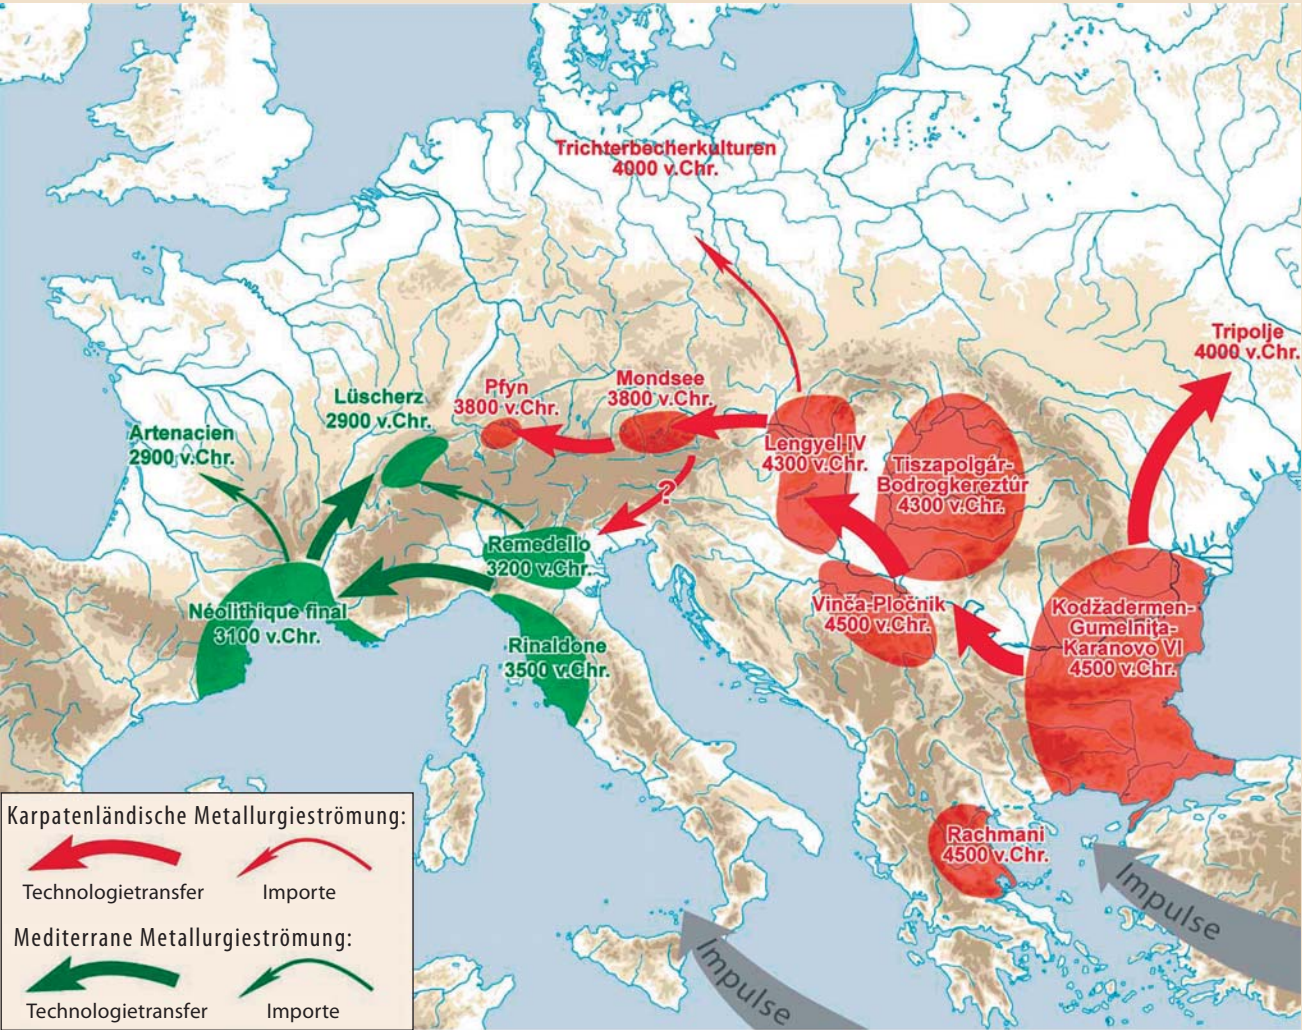 Trichterbecherkulturen
4000 v.Chr.
Tripolje
4000 v.Chr.
Mondsee
3800 v.Chr.
Pfyn
3800 v.Chr.
Lüscherz
2900 v.Chr.
Artenacien
2900 v.Chr.
Lengyel IV
4300 v.Chr.
Tiszapolgár-
Bodrogkereztúr
4300 v.Chr.
?
Remedello
3200 v.Chr.
Néolithique final
3100 v.Chr.
Vinča-Pločnik
4500 v.Chr.
Kodžadermen-
Gumelniţa-
Karanovo VI
4500 v.Chr.
Rinaldone
3500 v.Chr.
Rachmani
4500 v.Chr.
Impulse
Impulse
Karpatenländische Metallurgieströmung:
Technologietransfer
Importe
Mediterrane Metallurgieströmung:
Technologietransfer
Importe